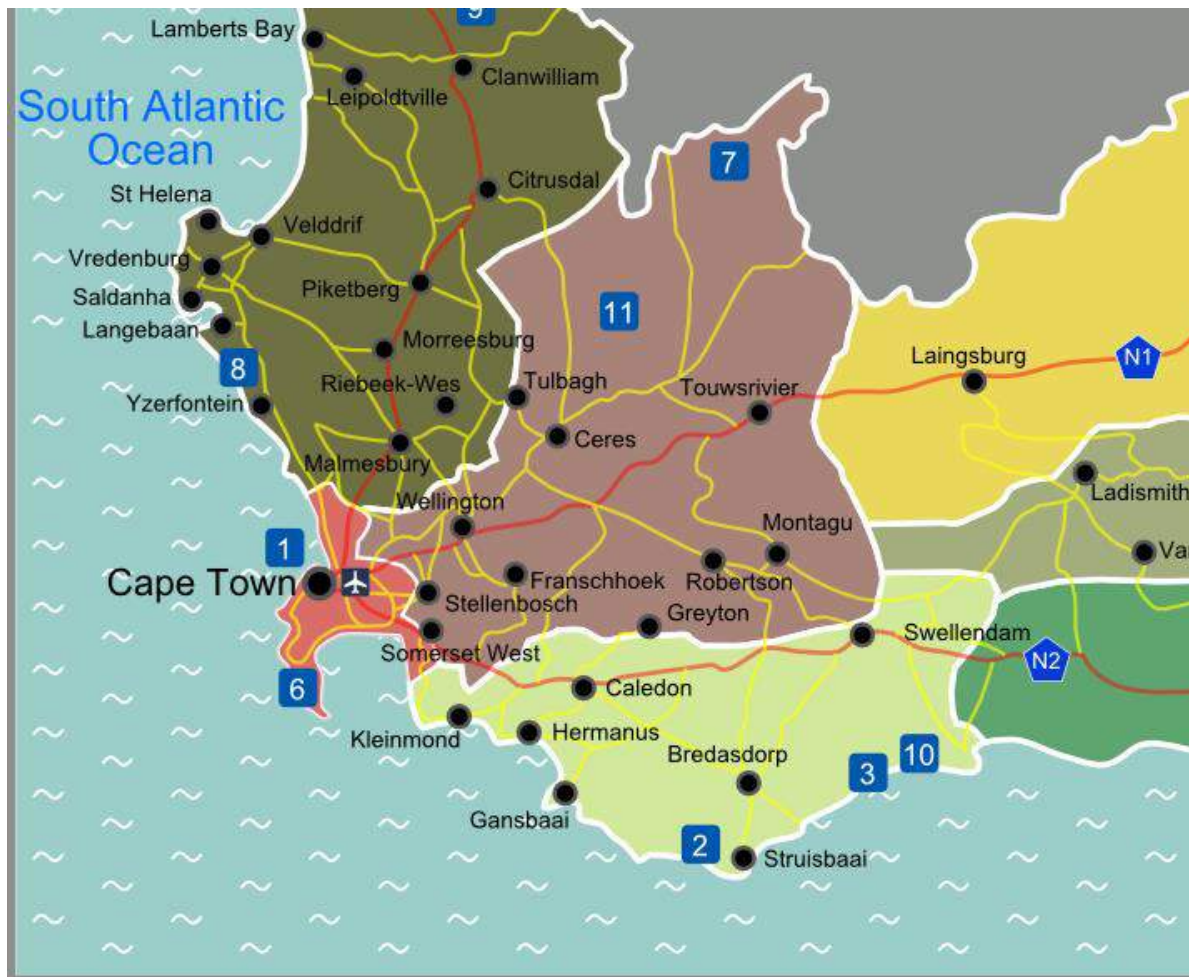 9
Lamberts Bay
Clanwilliam
Leipoldtville
South Atlantic
Ocean
7
Citrusdal
St Helena
Velddrif
Vredenburg
Piketberg
Saldanha
11
Langebaan
Morreesburg
Laingsburg
N1
8
Riebeek-Wes
Tulbagh
Touwsrivier
Yzerfontein
Ceres
Malmesbury
Wellington
Ladismith
Montagu
1
Va
Cape Town
Franschhoek
Robertson
Stellenbosch
Greyton
Swellendam
Somerset West
N2
6
Caledon
Kleinmond
Hermanus
Bredasdorp
10
3
Gansbaai
2
Struisbaai